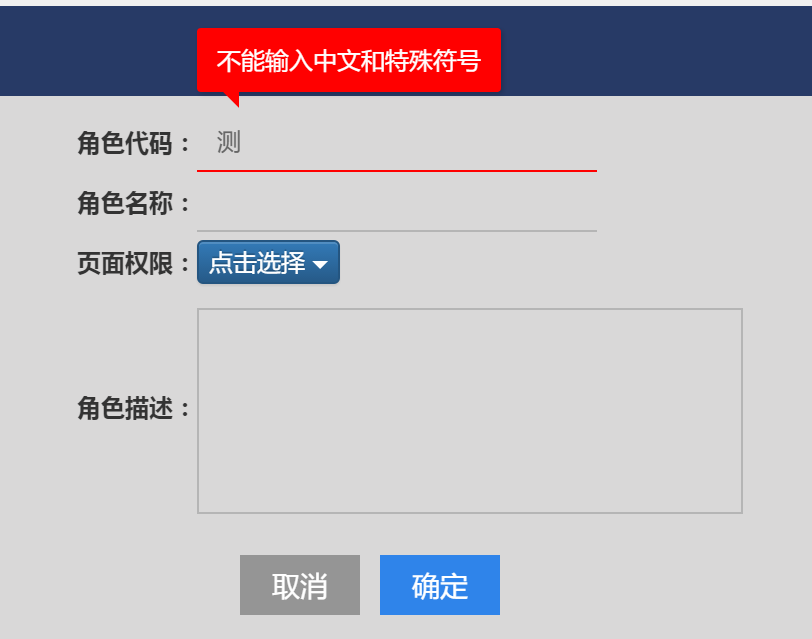 不能输入中文和特殊符号
角色代码：测
角色名称：
页面权限：点击选择
角色描述：
取消 确定